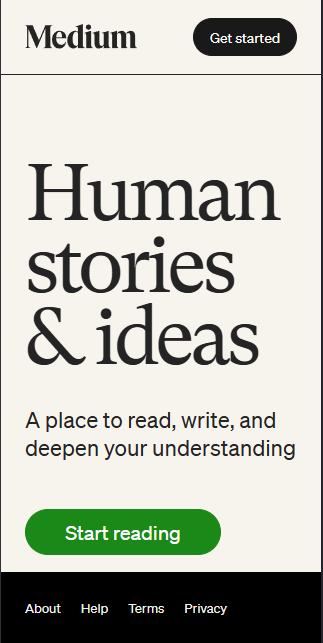 Medium
Get started
Human
stories
& ideas
A place to read, write, and
deepen your understanding
Start reading
About Help Terms Privacy